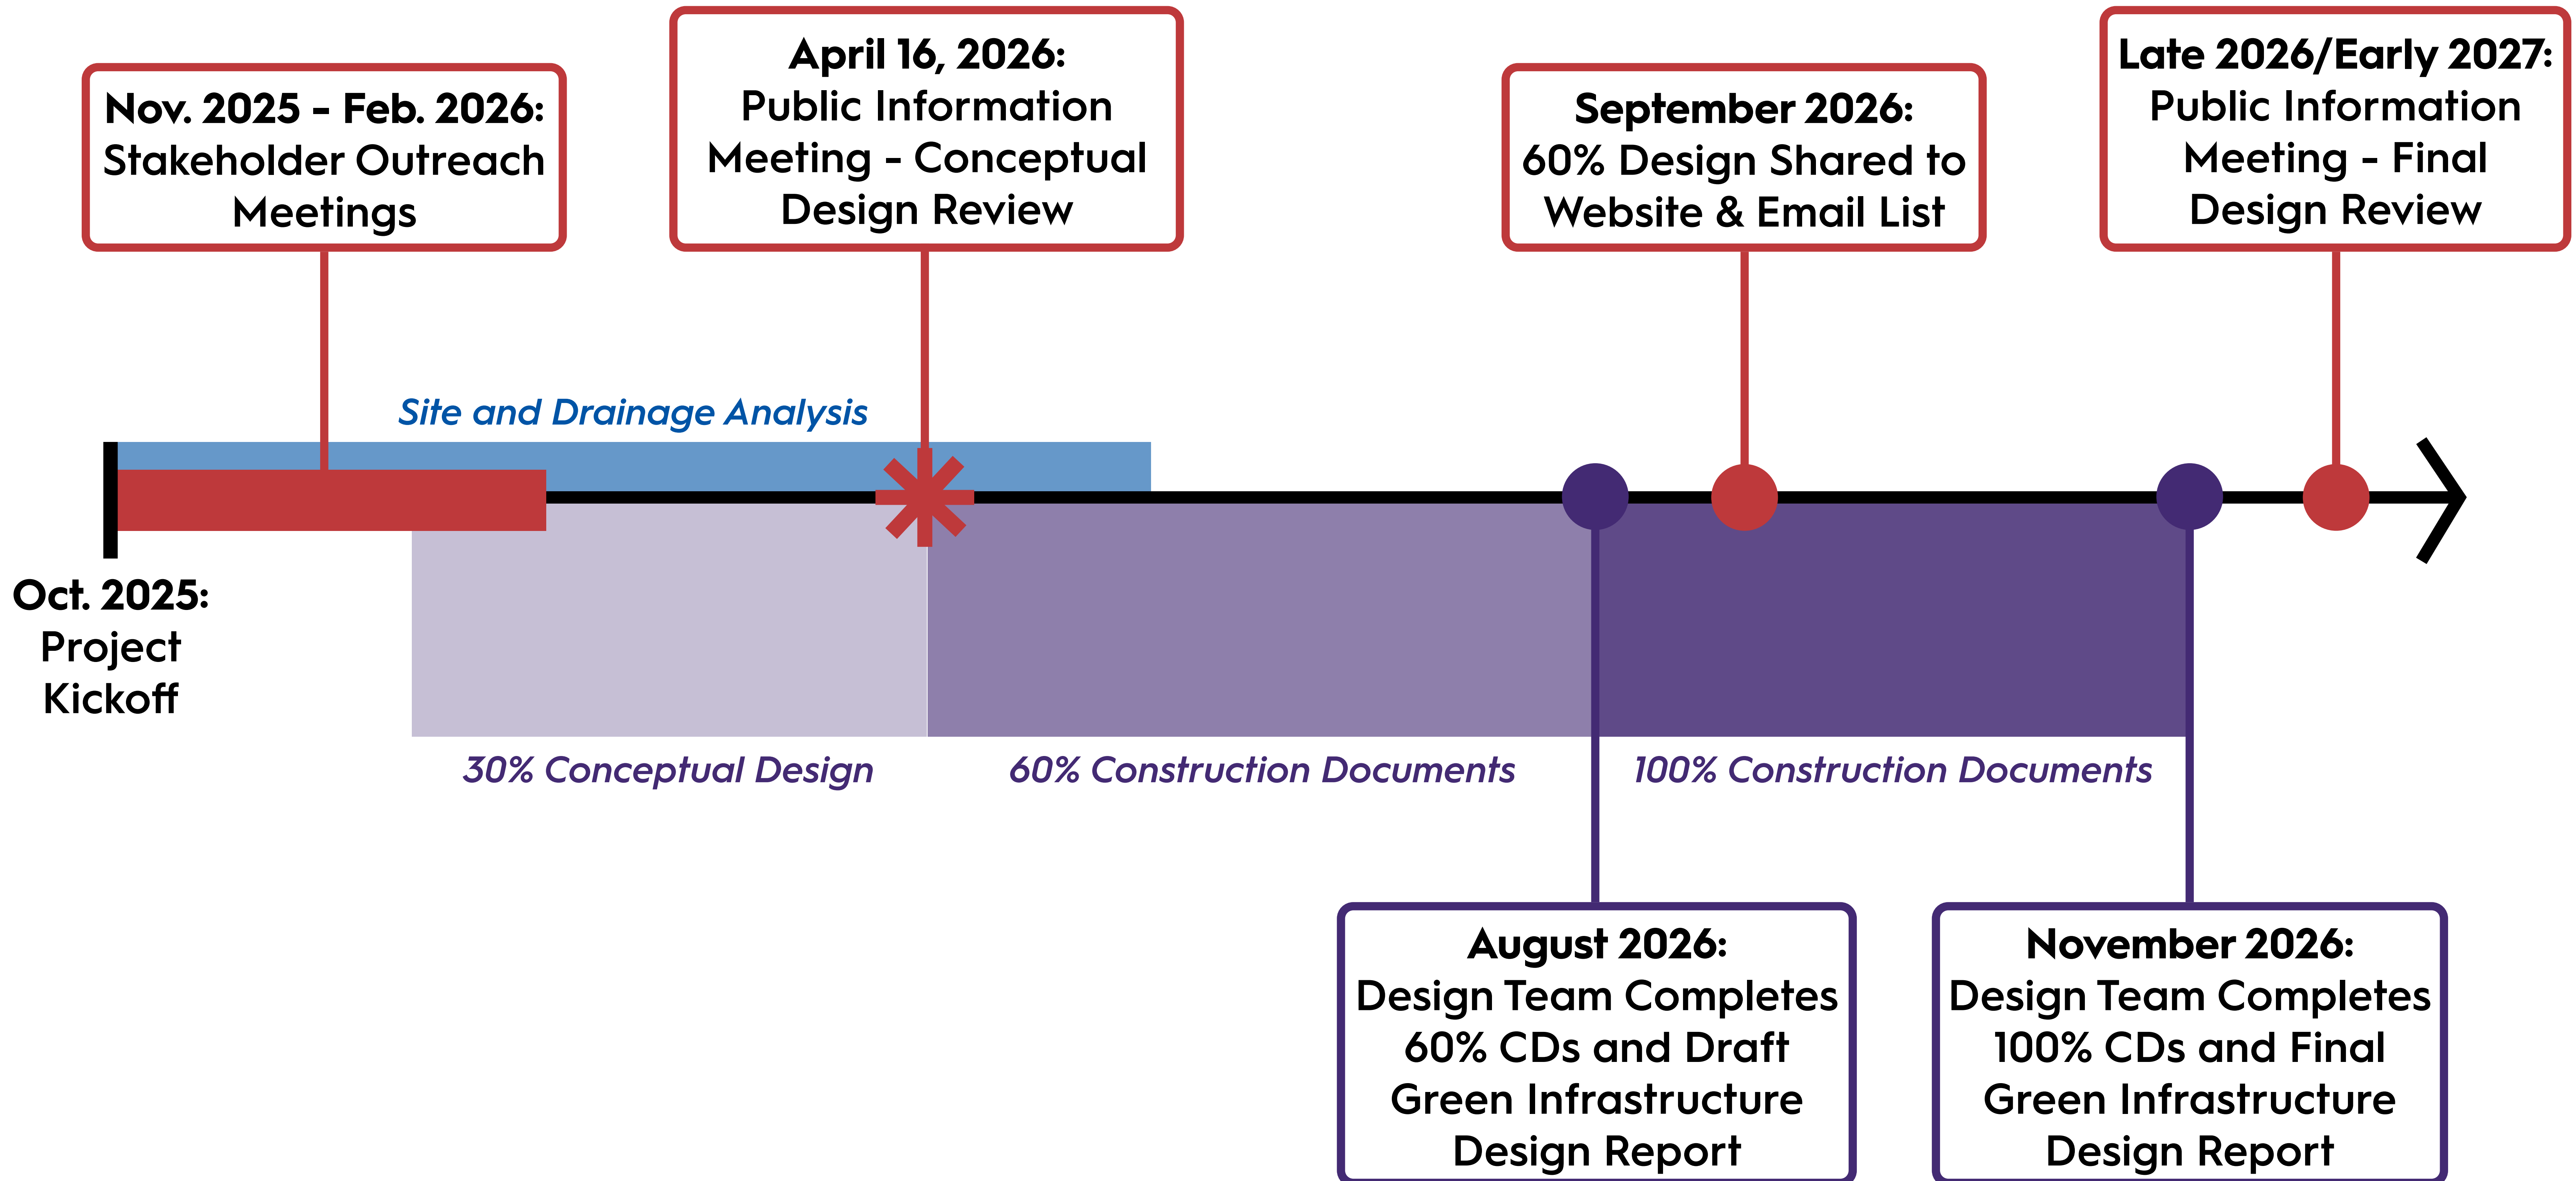 Nov. 2025 - Feb. 2026:
Stakeholder Outreach
Meetings
April 16, 2026:
Public Information
Meeting - Conceptual
Design Review
September 2026:
60% Design Shared to
Website & Email List
Late 2026/Early 2027:
Public Information
Meeting - Final
Design Review
Site and Drainage Analysis
Oct. 2025:
Project
Kickoff
30% Conceptual Design
60% Construction Documents
100% Construction Documents
August 2026:
Design Team Completes
60% CDs and Draft
Green Infrastructure
Design Report
November 2026:
Design Team Completes
100% CDs and Final
Green Infrastructure
Design Report